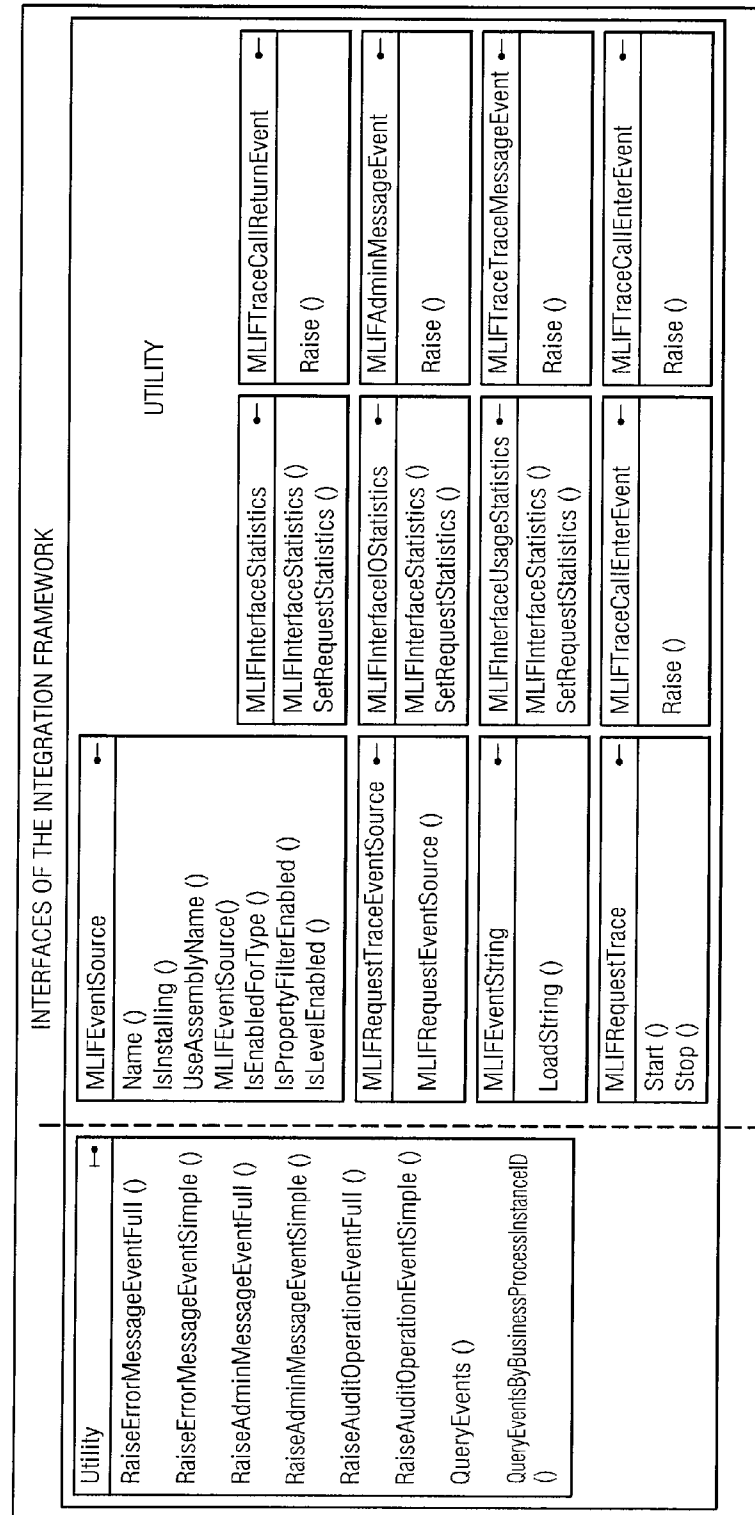 INTERFACES OF THE INTEGRATION FRAMEWORK
UTILITY
Utility
RaiseErrorMessageEventFull ()
RaiseErrorMessageEventSimple ()
RaiseAdminMessageEventFull ()
RaiseAdminMessageEventSimple ()
RaiseAuditOperationEventFull ()
RaiseAuditOperationEventSimple ()
QueryEvents ()
QueryEventsByBusinessProcessInstanceID
()
MLIFEventSource
Name ()
IsInstalling ()
UseAssemblyName ()
MLIFEventSource()
IsEnabledForType ()
IsPropertyFilterEnabled ()
IsLevelEnabled ()
MLIFRequestTraceEventSource
MLIFRequestEventSource ()
MLIFEventString
LoadString ()
MLIFRequestTrace
Start ()
Stop ()
MLIFInterfaceStatistics
MLIFInterfaceStatistics ()
SetRequestStatistics ()
MLIFInterfaceIOStatistics
MLIFInterfaceStatistics ()
SetRequestStatistics ()
MLIFInterfaceUsageStatistics
MLIFInterfaceStatistics ()
SetRequestStatistics ()
MLIFTraceCallEnterEvent
Raise ()
MLIFTraceCallReturnEvent
Raise ()
MLIFAdminMessageEvent
Raise ()
MLIFTraceTraceMessageEvent
Raise ()
MLIFTraceCallEnterEvent
Raise ()